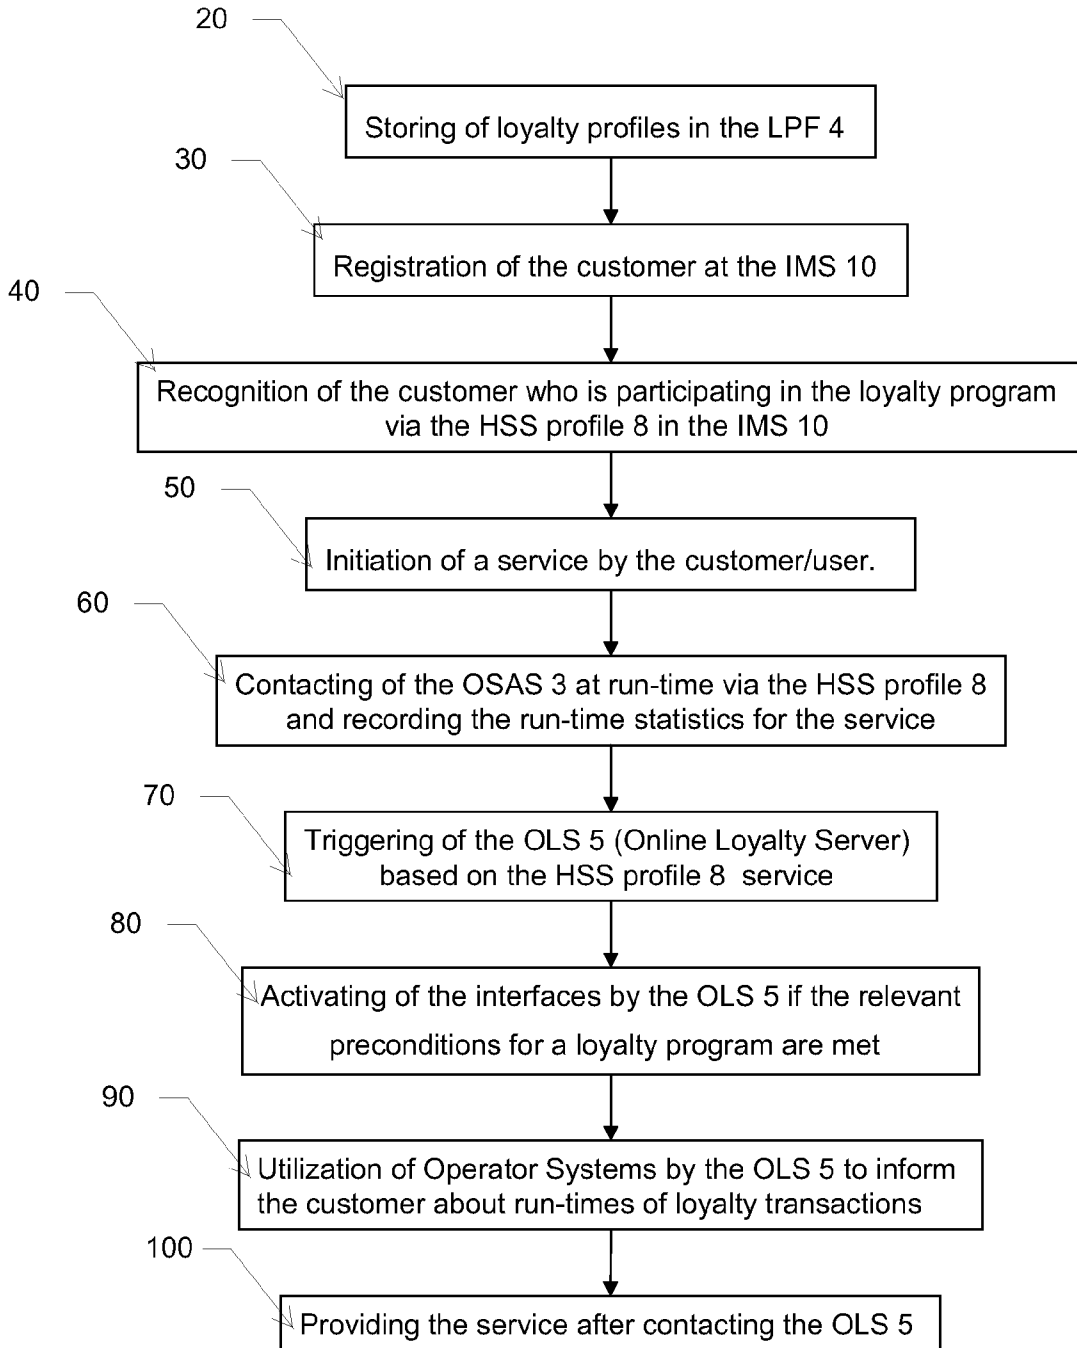 20
Storing of loyalty profiles in the LPF 4
30
Registration of the customer at the IMS 10
40
Recognition of the customer who is participating in the loyalty program
via the HSS profile 8 in the IMS 10
50
Initiation of a service by the customer/user.
60
Contacting of the OSAS 3 at run-time via the HSS profile 8
and recording the run-time statistics for the service
70
Triggering of the OLS 5 (Online Loyalty Server)
based on the HSS profile 8 service
80
Activating of the interfaces by the OLS 5 if the relevant
preconditions for a loyalty program are met
90
Utilization of Operator Systems by the OLS 5 to inform
the customer about run-times of loyalty transactions
100
Providing the service after contacting the OLS 5